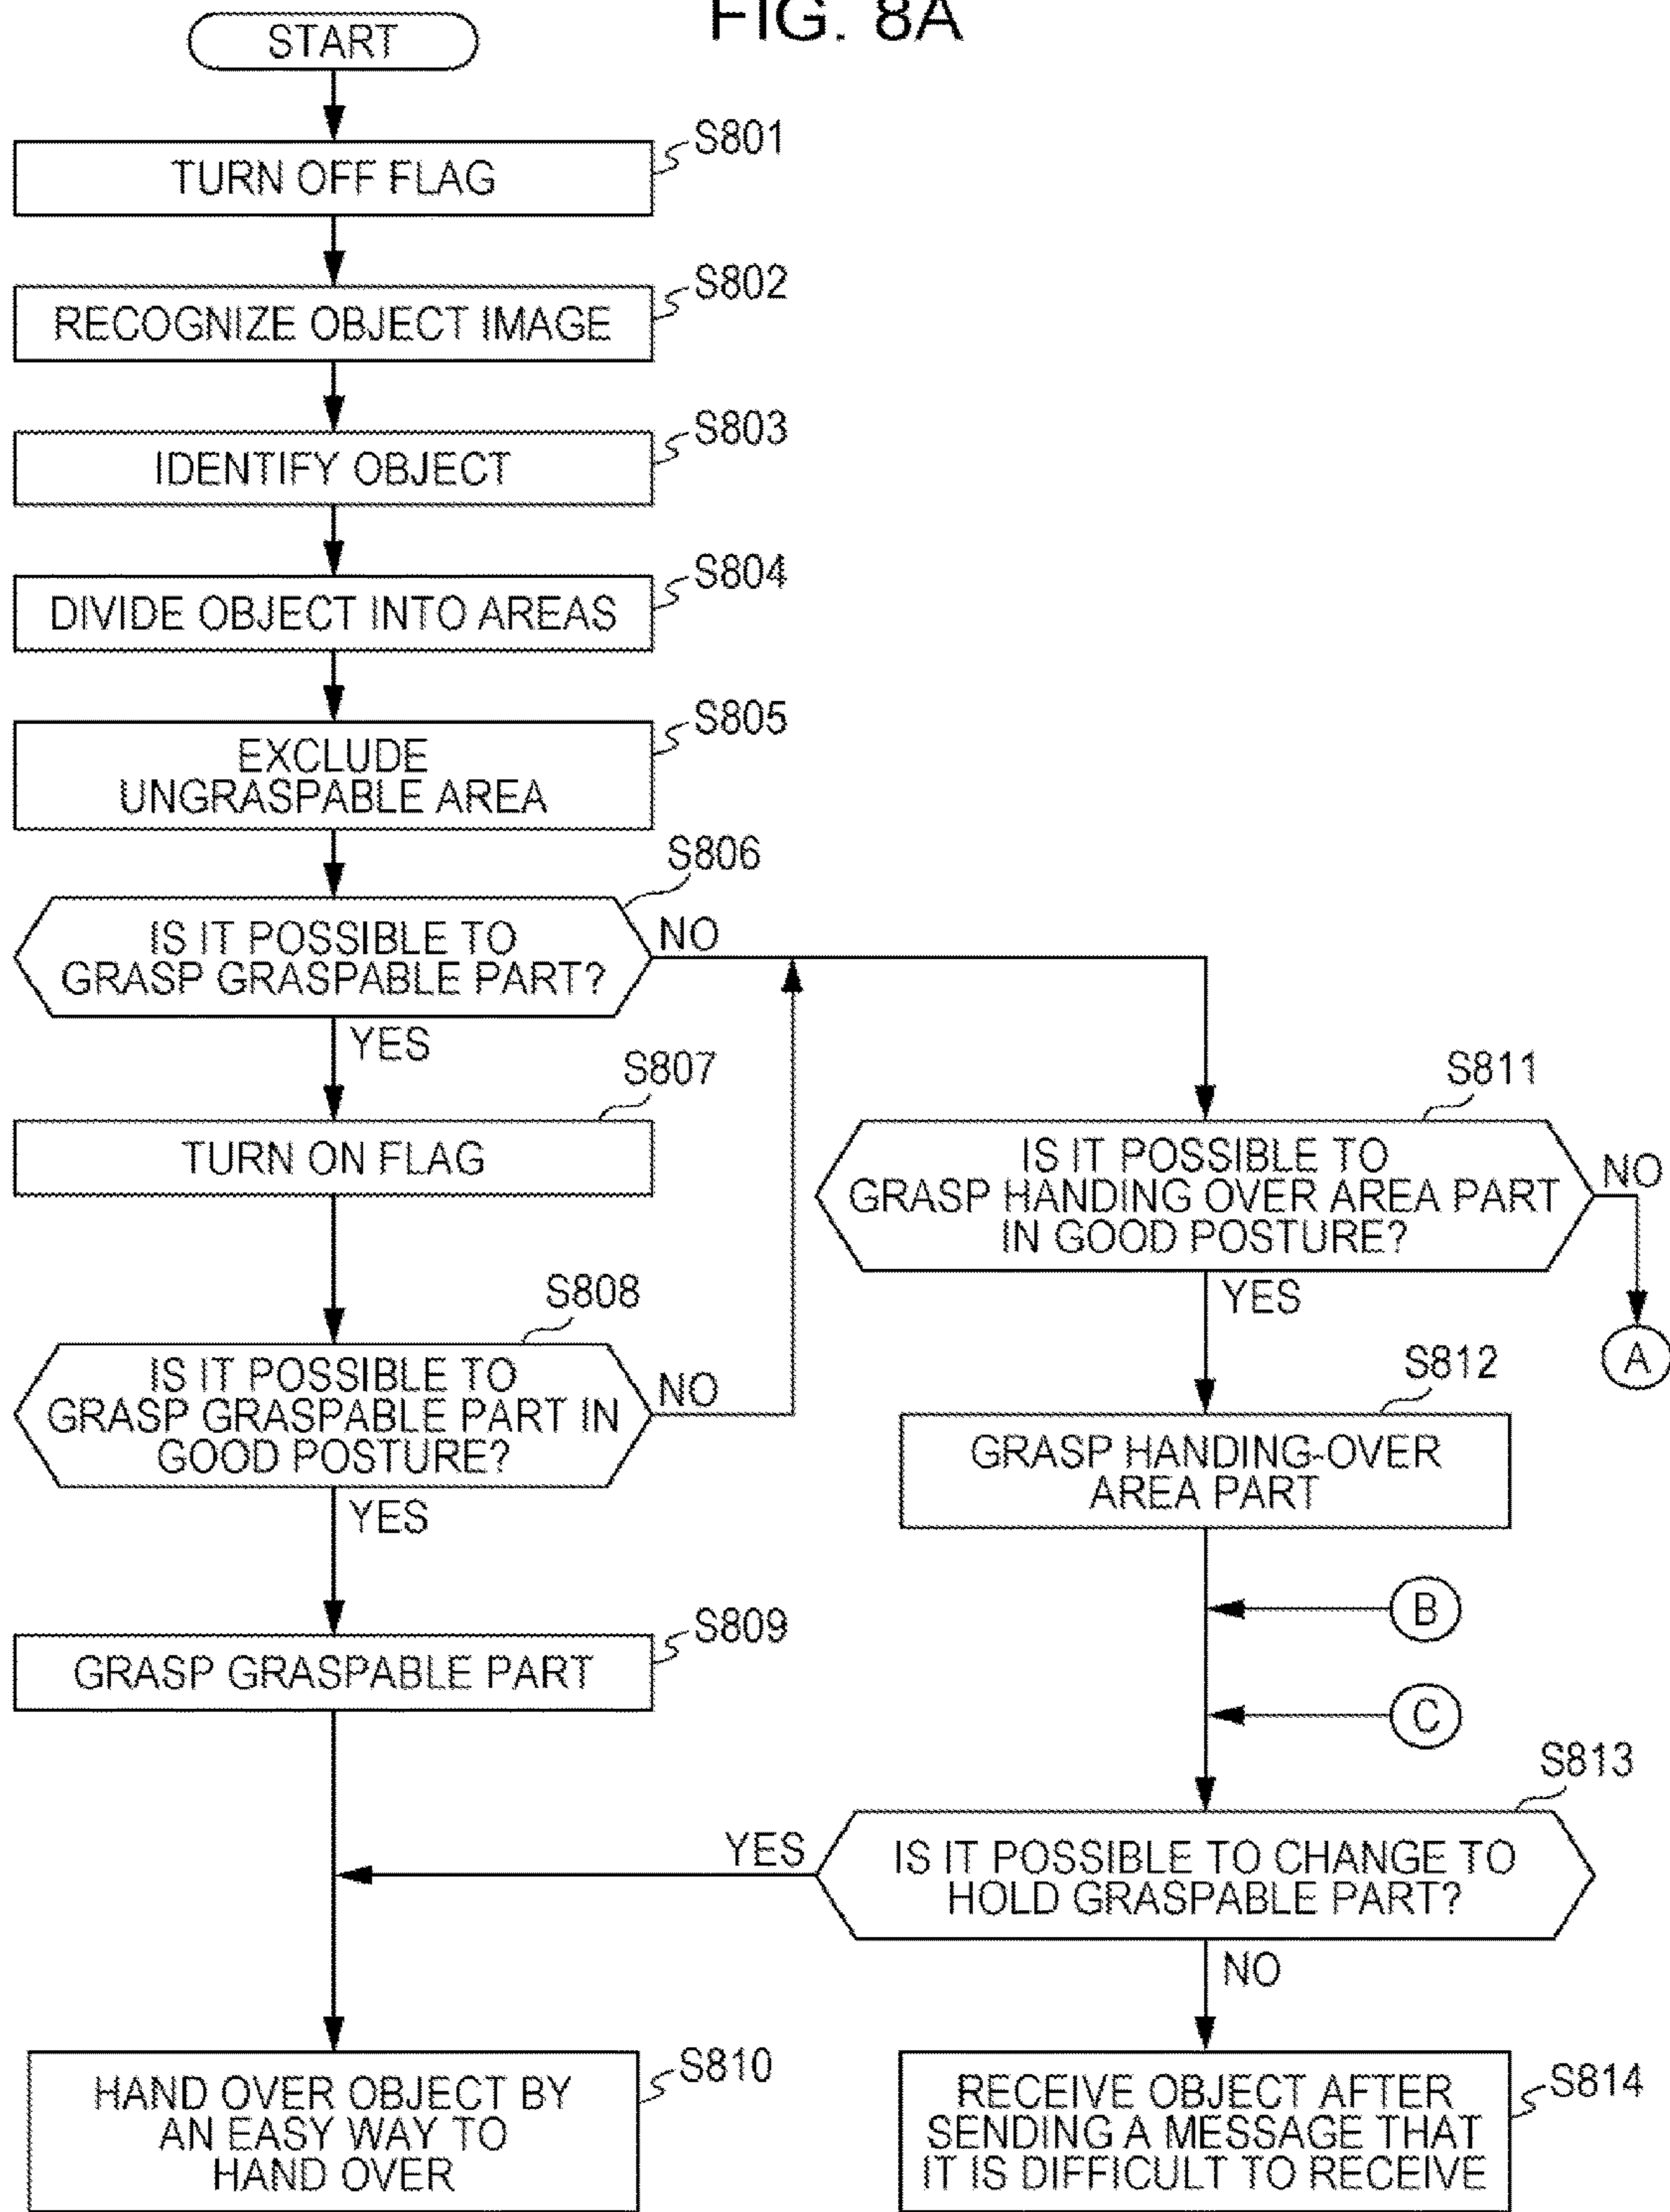 FIG. 8A
START
S801
TURN OFF FLAG
S802
RECOGNIZE OBJECT IMAGE
S803
IDENTIFY OBJECT
S804
DIVIDE OBJECT INTO AREAS
S805
EXCLUDE
UNGRASPABLE AREA
S806
IS IT POSSIBLE TO
GRASP GRASPABLE PART?
NO
YES
S807
TURN ON FLAG
S808
IS IT POSSIBLE TO
GRASP GRASPABLE PART IN
GOOD POSTURE?
NO
YES
S809
GRASP GRASPABLE PART
S810
HAND OVER OBJECT BY
AN EASY WAY TO
HAND OVER
S811
IS IT POSSIBLE TO
GRASP HANDING OVER AREA PART
IN GOOD POSTURE?
NO
A
YES
S812
GRASP HANDING-OVER
AREA PART
B
C
S813
IS IT POSSIBLE TO CHANGE TO
HOLD GRASPABLE PART?
YES
NO
S814
RECEIVE OBJECT AFTER
SENDING A MESSAGE THAT
IT IS DIFFICULT TO RECEIVE